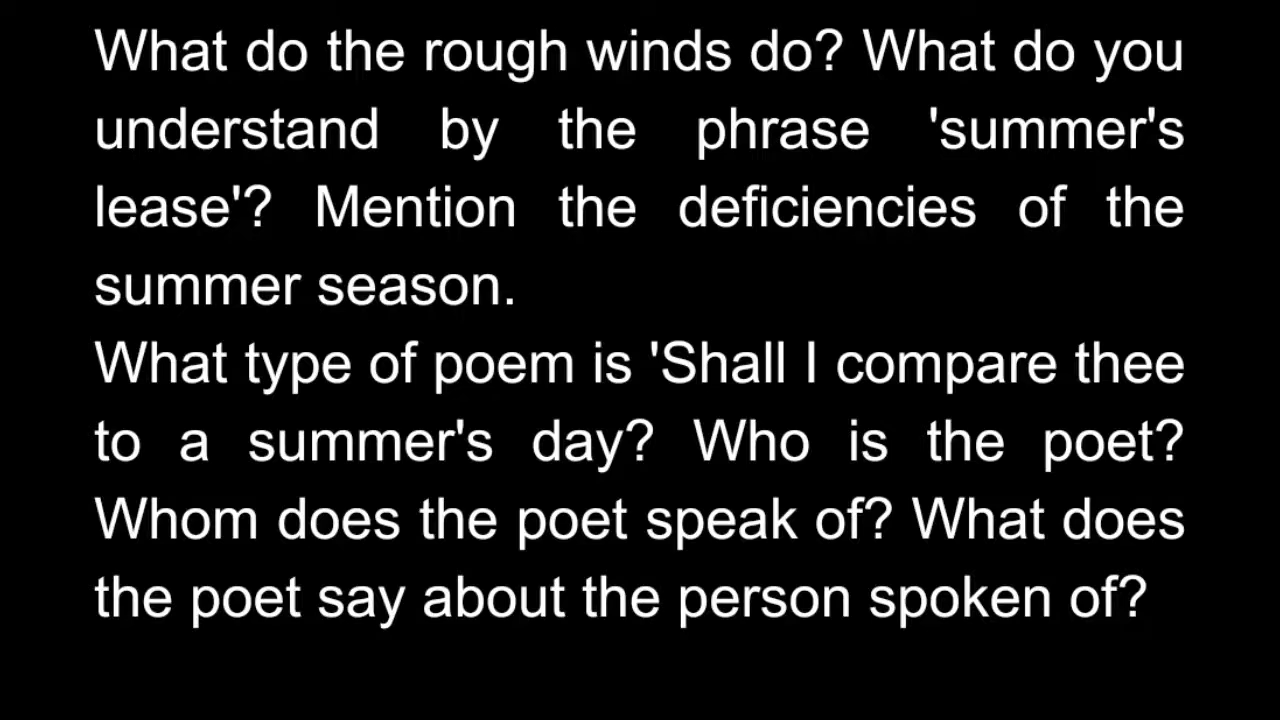 What do the rough winds do? What do you
understand by the phrase 'summer's
lease'? Mention the deficiencies of the
summer season.
What type of poem is 'Shall I compare thee
to a summer's day? Who is the poet?
Whom does the poet speak of? What does
the poet say about the person spoken of?